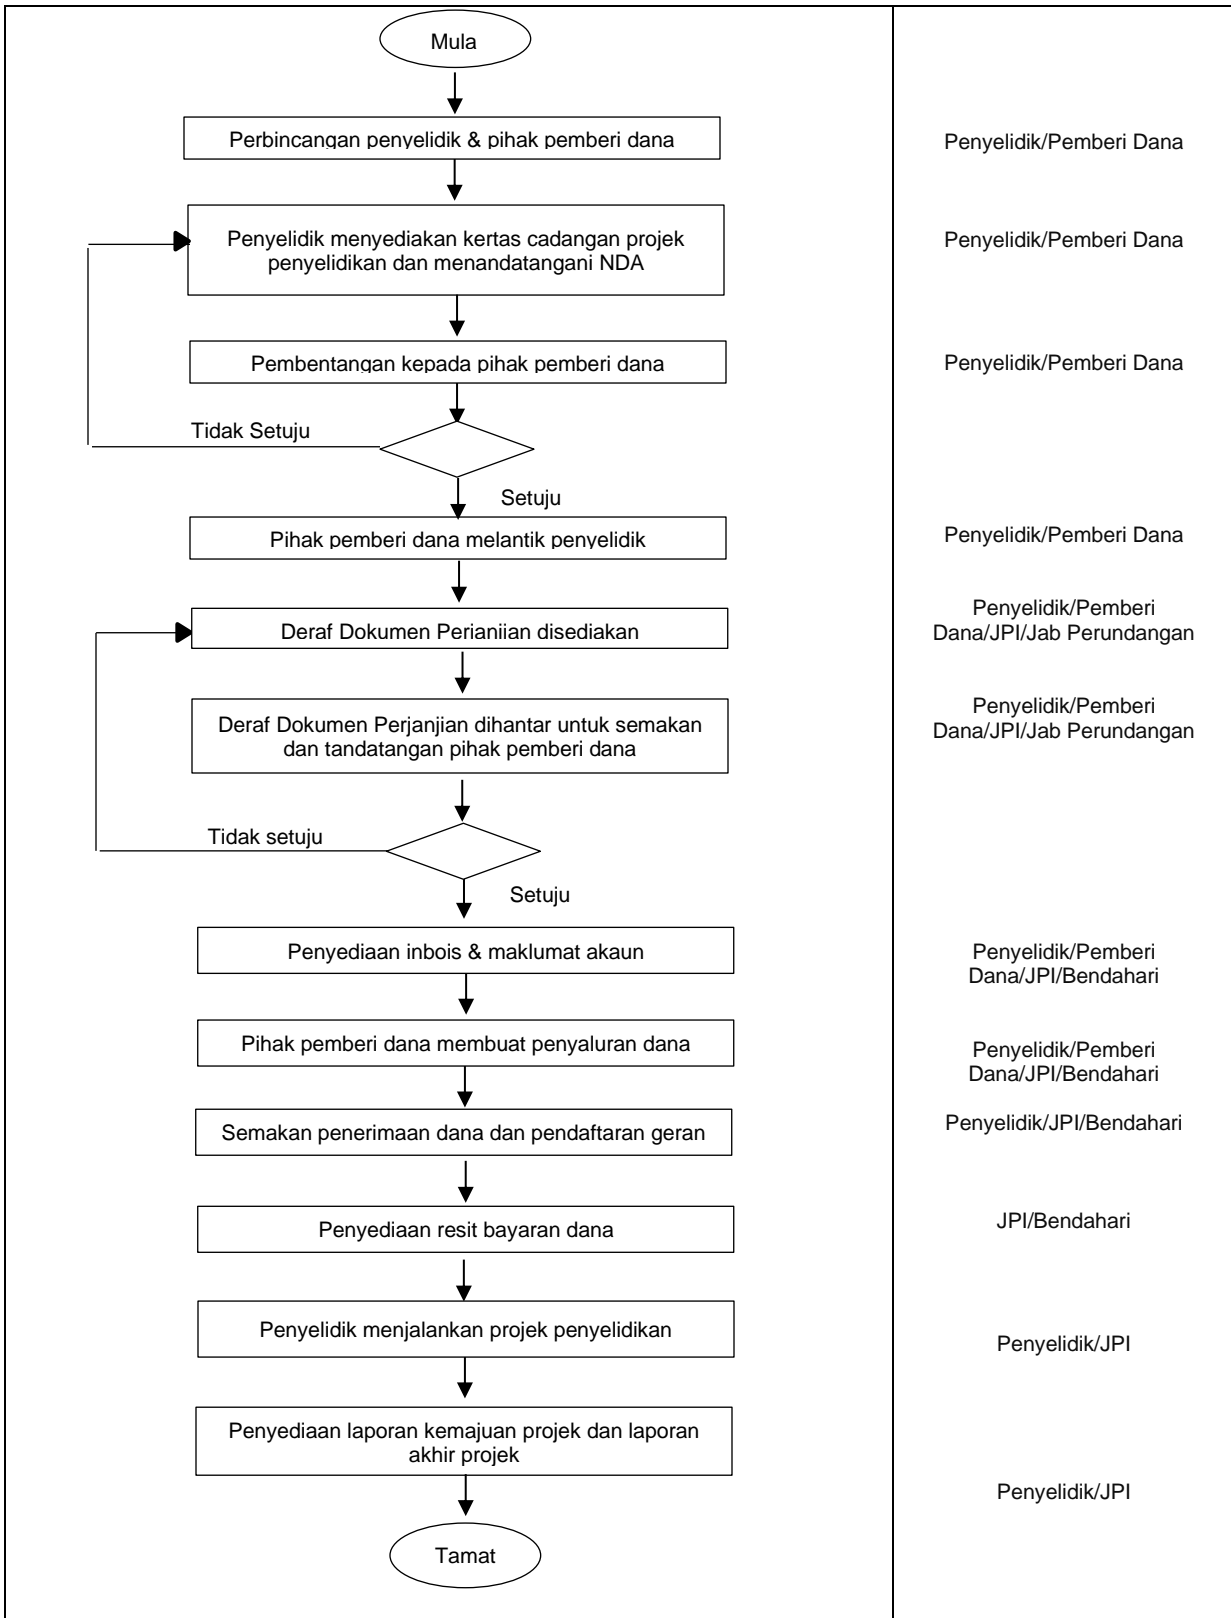 Mula
Perbincangan penyelidik & pihak pemberi dana
Penyelidik/Pemberi Dana
Penyelidik menyediakan kertas cadangan projek
penyelidikan dan menandatangani NDA
Penyelidik/Pemberi Dana
Pembentangan kepada pihak pemberi dana
Penyelidik/Pemberi Dana
Tidak Setuju
Setuju
Pihak pemberi dana melantik penyelidik
Penyelidik/Pemberi Dana
Deraf Dokumen Perjanjian disediakan
Penyelidik/Pemberi
Dana/JPI/Jab Perundangan
Deraf Dokumen Perjanjian dihantar untuk semakan
dan tandatangan pihak pemberi dana
Penyelidik/Pemberi
Dana/JPI/Jab Perundangan
Tidak setuju
Setuju
Penyediaan inbois & maklumat akaun
Penyelidik/Pemberi
Dana/JPI/Bendahari
Pihak pemberi dana membuat penyaluran dana
Penyelidik/Pemberi
Dana/JPI/Bendahari
Semakan penerimaan dana dan pendaftaran geran
Penyelidik/JPI/Bendahari
Penyediaan resit bayaran dana
JPI/Bendahari
Penyelidik menjalankan projek penyelidikan
Penyelidik/JPI
Penyediaan laporan kemajuan projek dan laporan
akhir projek
Penyelidik/JPI
Tamat